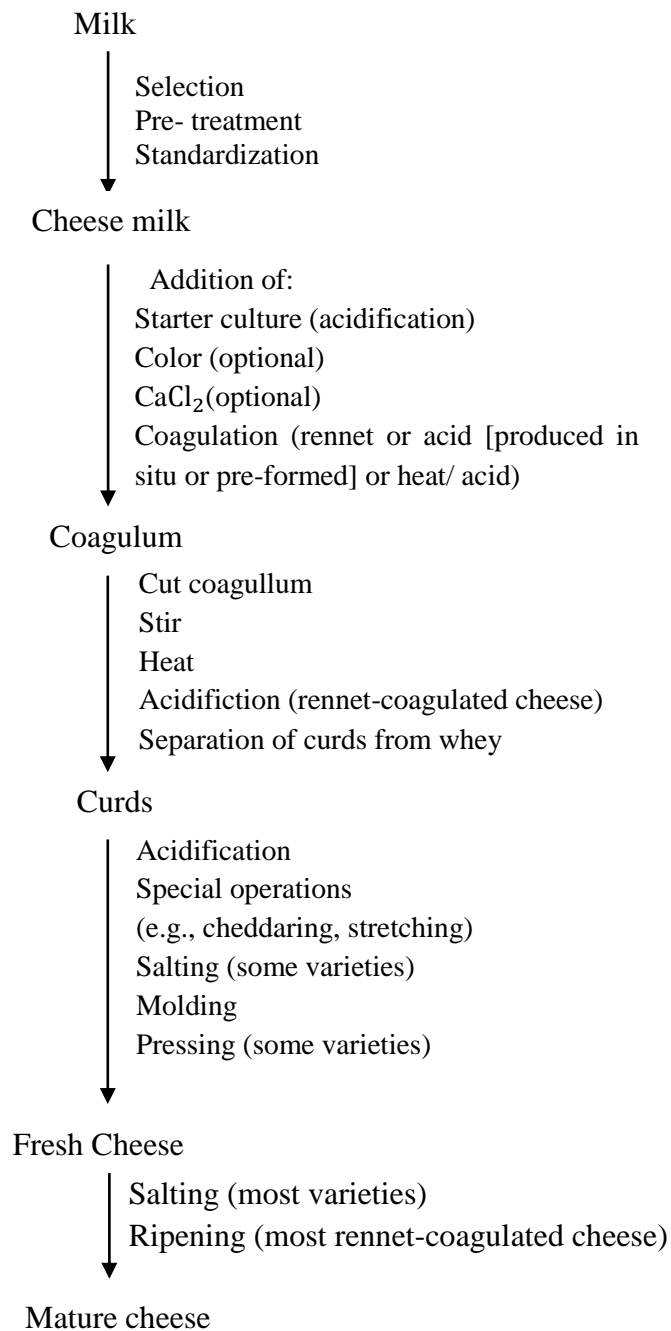 Milk
Selection
Pre- treatment
Standardization
Cheese milk
Addition of:
Starter culture (acidification)
Color (optional)
CaCl₂(optional)
Coagulation (rennet or acid [produced in
situ or pre-formed] or heat/ acid)
Coagulum
Cut coagullum
Stir
Heat
Acidifiction (rennet-coagulated cheese)
Separation of curds from whey
Curds
Acidification
Special operations
(e.g., cheddaring, stretching)
Salting (some varieties)
Molding
Pressing (some varieties)
Fresh Cheese
Salting (most varieties)
Ripening (most rennet-coagulated cheese)
Mature cheese